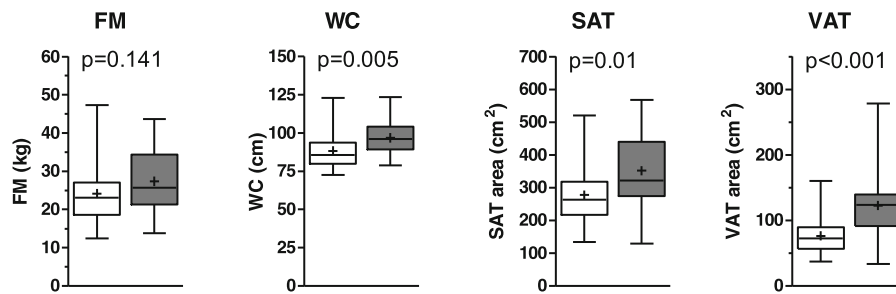 FM
p=0.141
60
50
40
30
20
10
0
FM (kg)
WC
p=0.005
150
125
100
75
50
25
0
WC (cm)
SAT
p=0.01
700
600
500
400
300
200
100
0
SAT area (cm²)
VAT
p<0.001
300
200
100
0
VAT area (cm²)